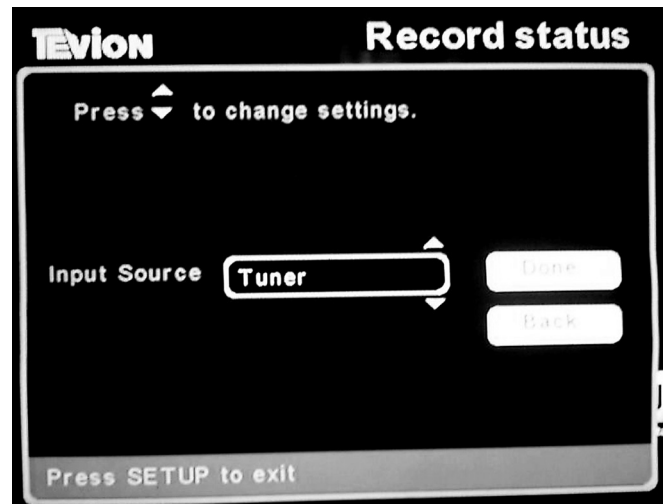 TEVION
Record status
Press to change settings.
Input Source Tuner
Done
Back
Press SETUP to exit